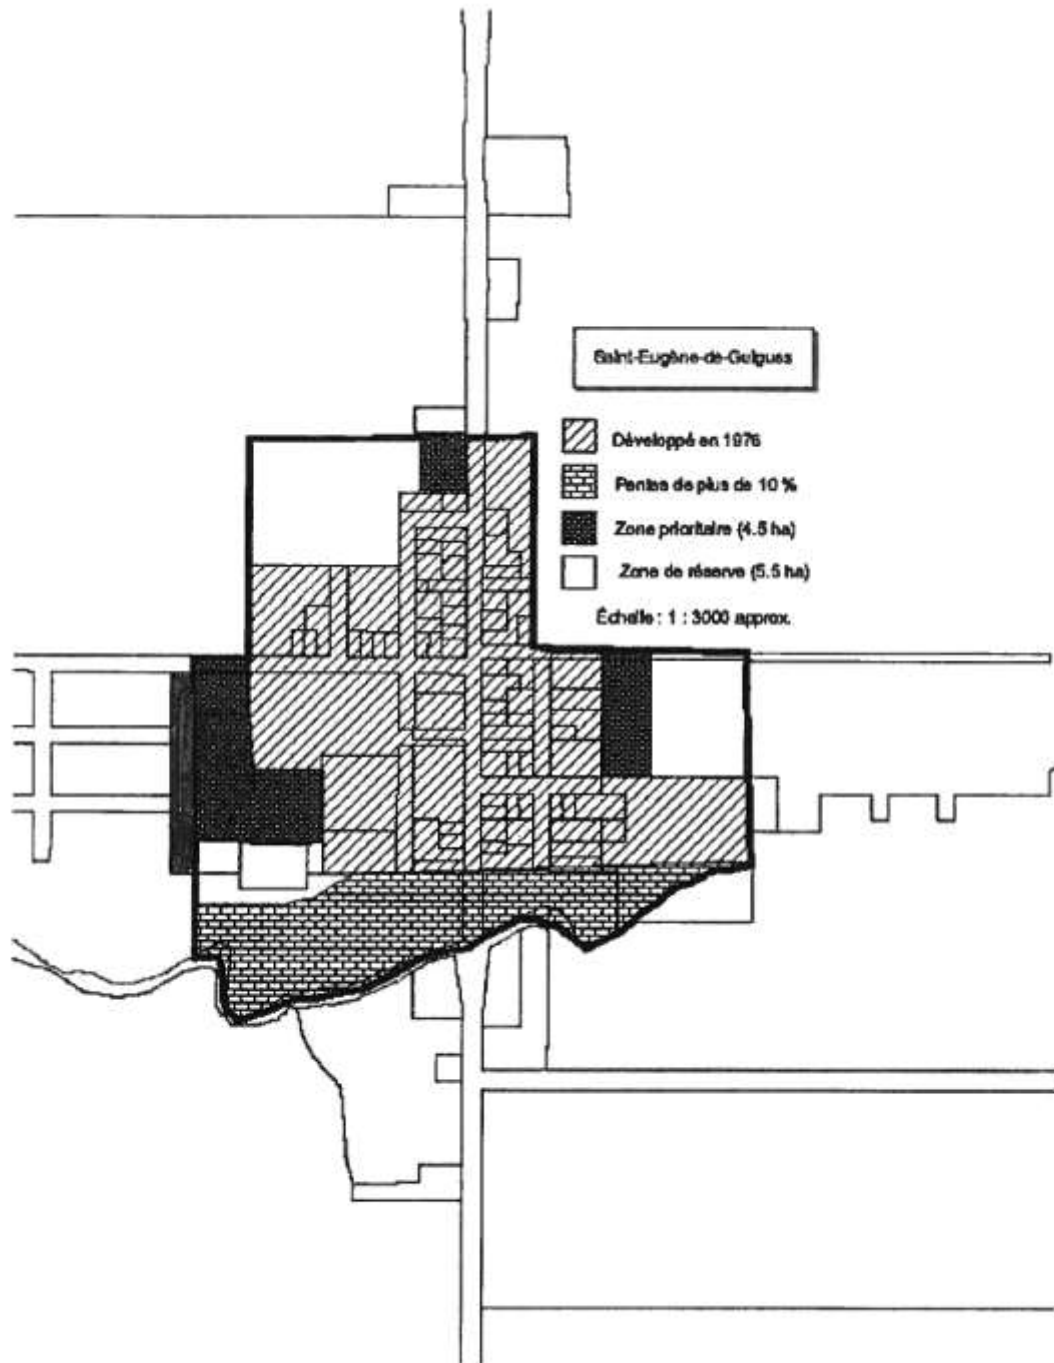 Saint-Eugène-de-Guigues
Développé en 1976
Pentes de plus de 10 %
Zone prioritaire (4.5 ha)
Zone de réserve (5.5 ha)
Échelle : 1 : 3000 approx.